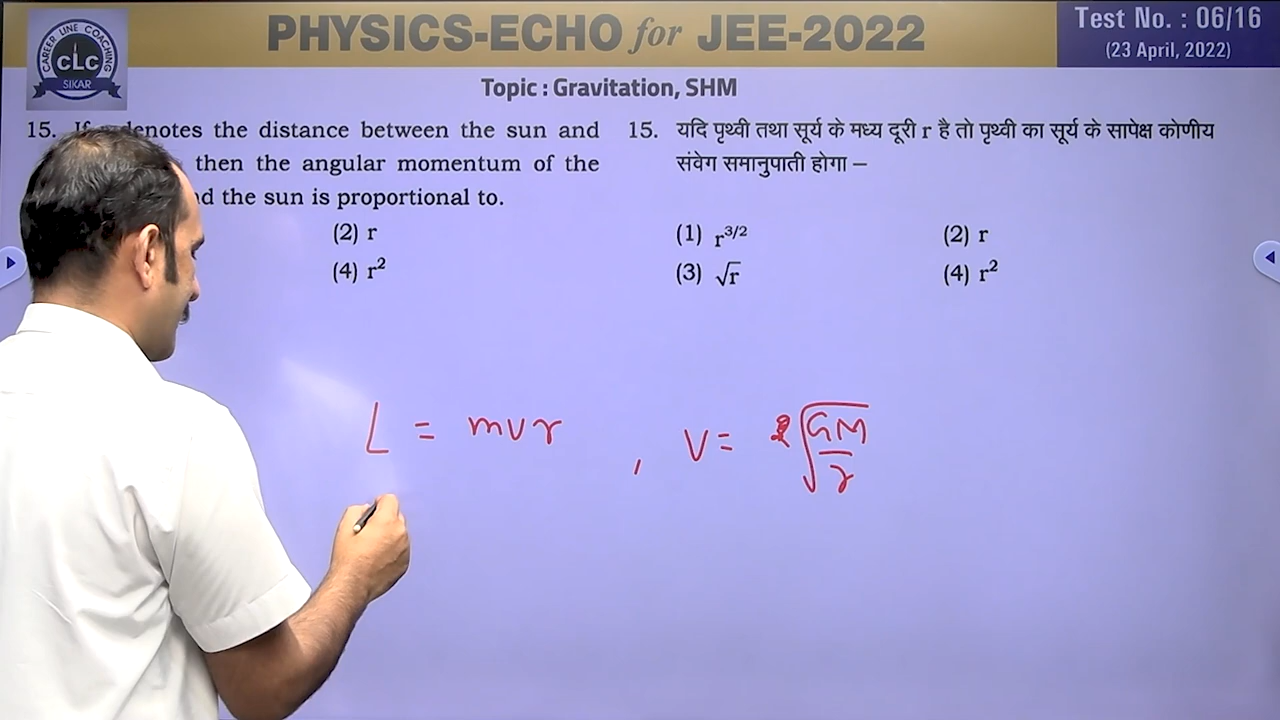 PHYSICS-ECHO for JEE-2022
Test No. : 06/16
(23 April, 2022)
CAREER LINE COACHING
CLC
SIKAR
Topic : Gravitation, SHM
15. If denotes the distance between the sun and
then the angular momentum of the
the sun is proportional to.
(2) r
(4) r²
15. यदि पृथ्वी तथा सूर्य के मध्य दूरी r है तो पृथ्वी का सूर्य के सापेक्ष कोणीय
संवेग समानुपाती होगा –
(1) r^3/2 (2) r
(3) √r (4) r²
L = mvr , v = √GM/r